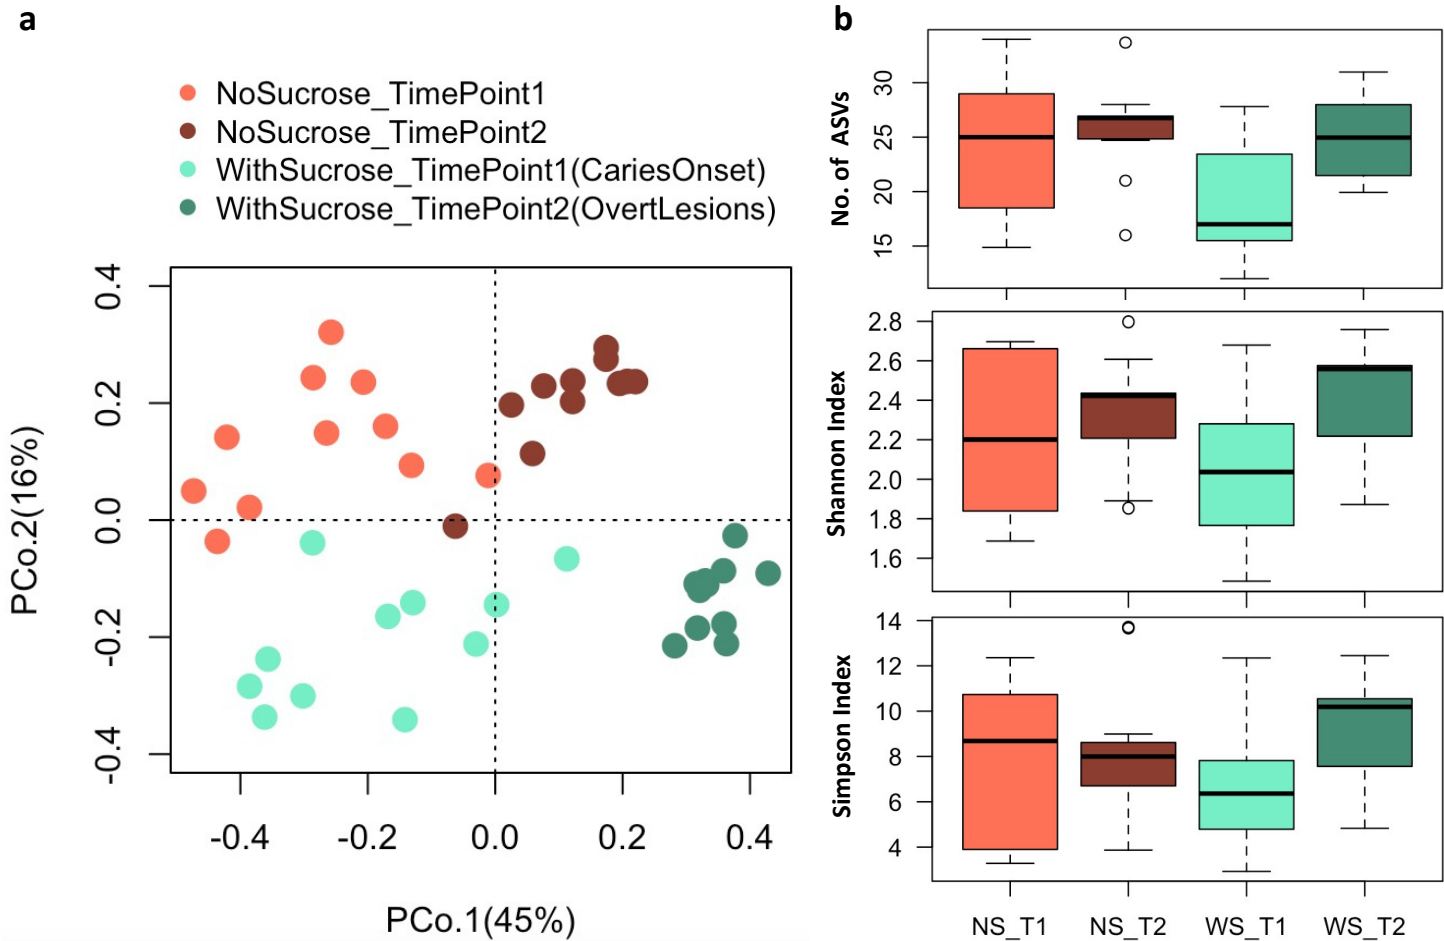 a
NoSucrose_TimePoint1
NoSucrose_TimePoint2
WithSucrose_TimePoint1(CariesOnset)
WithSucrose_TimePoint2(OvertLesions)
PCo.2(16%)
0.4
0.2
0.0
-0.2
-0.4
-0.4 -0.2 0.0 0.2 0.4
PCo.1(45%)
b
No. of ASVs
30
25
20
15
Shannon Index
2.8
2.6
2.4
2.2
2.0
1.8
1.6
Simpson Index
14
12
10
8
6
4
NS_T1 NS_T2 WS_T1 WS_T2